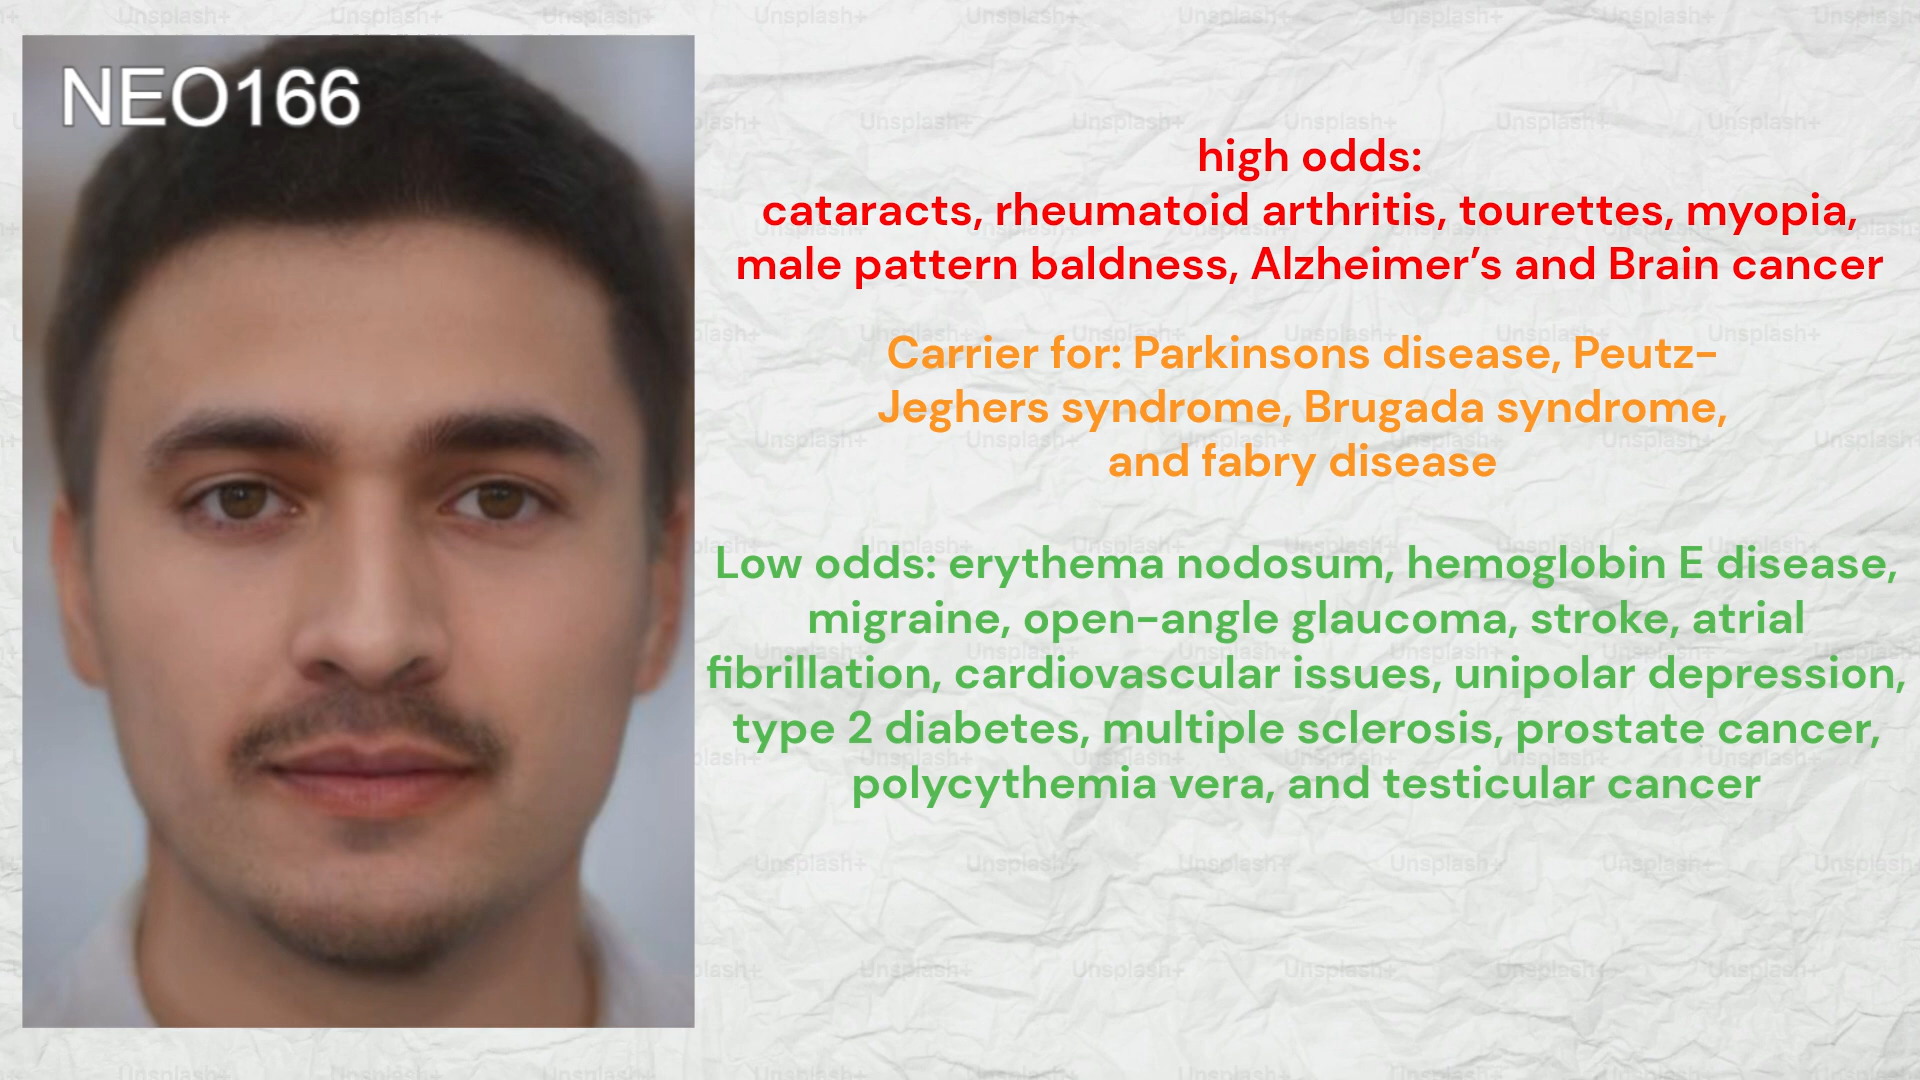 NEO166
high odds:
cataracts, rheumatoid arthritis, tourettes, myopia,
male pattern baldness, Alzheimer’s and Brain cancer
Carrier for: Parkinsons disease, Peutz-
Jeghers syndrome, Brugada syndrome,
and fabry disease
Low odds: erythema nodosum, hemoglobin E disease,
migraine, open-angle glaucoma, stroke, atrial
fibrillation, cardiovascular issues, unipolar depression,
type 2 diabetes, multiple sclerosis, prostate cancer,
polycythemia vera, and testicular cancer
Unsplash+